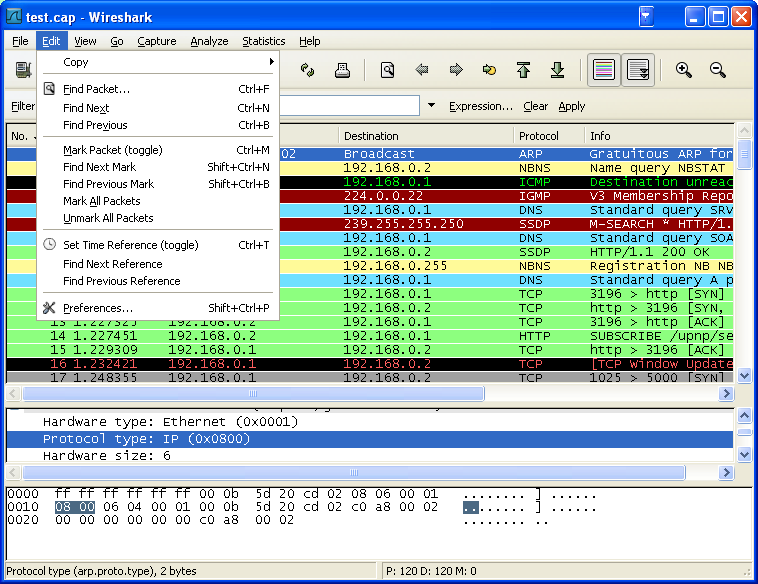 test.cap - Wireshark
File Edit View Go Capture Analyze Statistics Help
Copy
Find Packet... Ctrl+F
Find Next Ctrl+N
Find Previous Ctrl+B
Mark Packet (toggle) Ctrl+M
Find Next Mark Shift+Ctrl+N
Find Previous Mark Shift+Ctrl+B
Mark All Packets
Unmark All Packets
Set Time Reference (toggle) Ctrl+T
Find Next Reference
Find Previous Reference
Preferences... Shift+Ctrl+P
Filter Expression... Clear Apply
No. Destination Protocol Info
02 Broadcast ARP Gratuitous ARP for
192.168.0.2 NBNS Name query NBSTAT
192.168.0.1 ICMP Destination unreac
224.0.0.22 IGMP V3 Membership Repo
192.168.0.1 DNS Standard query SRV
239.255.255.250 SSDP M-SEARCH * HTTP/1.
192.168.0.1 DNS Standard query SOA
192.168.0.2 SSDP HTTP/1.1 200 OK
192.168.0.255 NBNS Registration NB NB
192.168.0.1 DNS Standard query A p
192.168.0.1 TCP 3196 > http [SYN]
192.168.0.2 TCP http > 3196 [SYN,
13 1.227325 192.168.0.2 192.168.0.1 TCP 3196 > http [ACK]
14 1.227451 192.168.0.2 192.168.0.1 HTTP SUBSCRIBE /upnp/se
15 1.229309 192.168.0.1 192.168.0.2 TCP http > 3196 [ACK]
16 1.232421 192.168.0.1 192.168.0.2 TCP [TCP Window Update
17 1.248355 192.168.0.1 192.168.0.2 TCP 1025 > 5000 [SYN]
Hardware type: Ethernet (0x0001)
Protocol type: IP (0x0800)
Hardware size: 6
0000 ff ff ff ff ff ff 00 0b 5d 20 cd 02 08 06 00 01 ........ ] ......
0010 08 00 06 04 00 01 00 0b 5d 20 cd 02 c0 a8 00 02 ........ ] ......
0020 00 00 00 00 00 00 c0 a8 00 02 ........ ..
Protocol type (arp.proto.type), 2 bytes P: 120 D: 120 M: 0